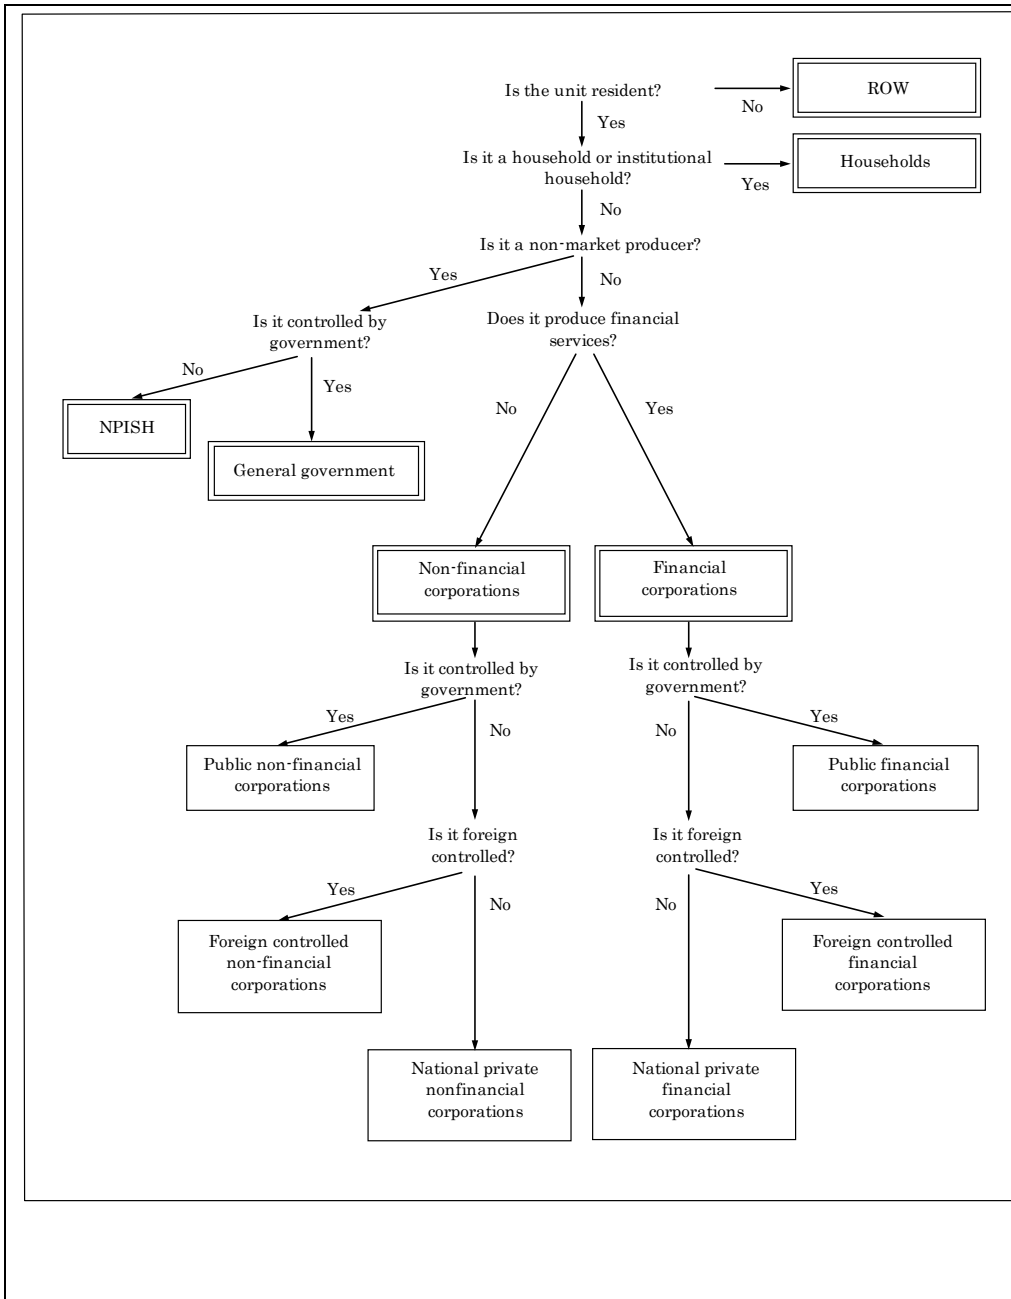 Is the unit resident?
ROW
No
Yes
Is it a household or institutional
household?
Households
Yes
No
Is it a non-market producer?
Yes
No
Is it controlled by
government?
Does it produce financial
services?
No
Yes
No
Yes
NPISH
General government
Non-financial
corporations
Financial
corporations
Is it controlled by
government?
Is it controlled by
government?
Yes
No
No
Yes
Public non-financial
corporations
Public financial
corporations
Is it foreign
controlled?
Is it foreign
controlled?
Yes
No
No
Yes
Foreign controlled
non-financial
corporations
Foreign controlled
financial
corporations
National private
nonfinancial
corporations
National private
financial
corporations